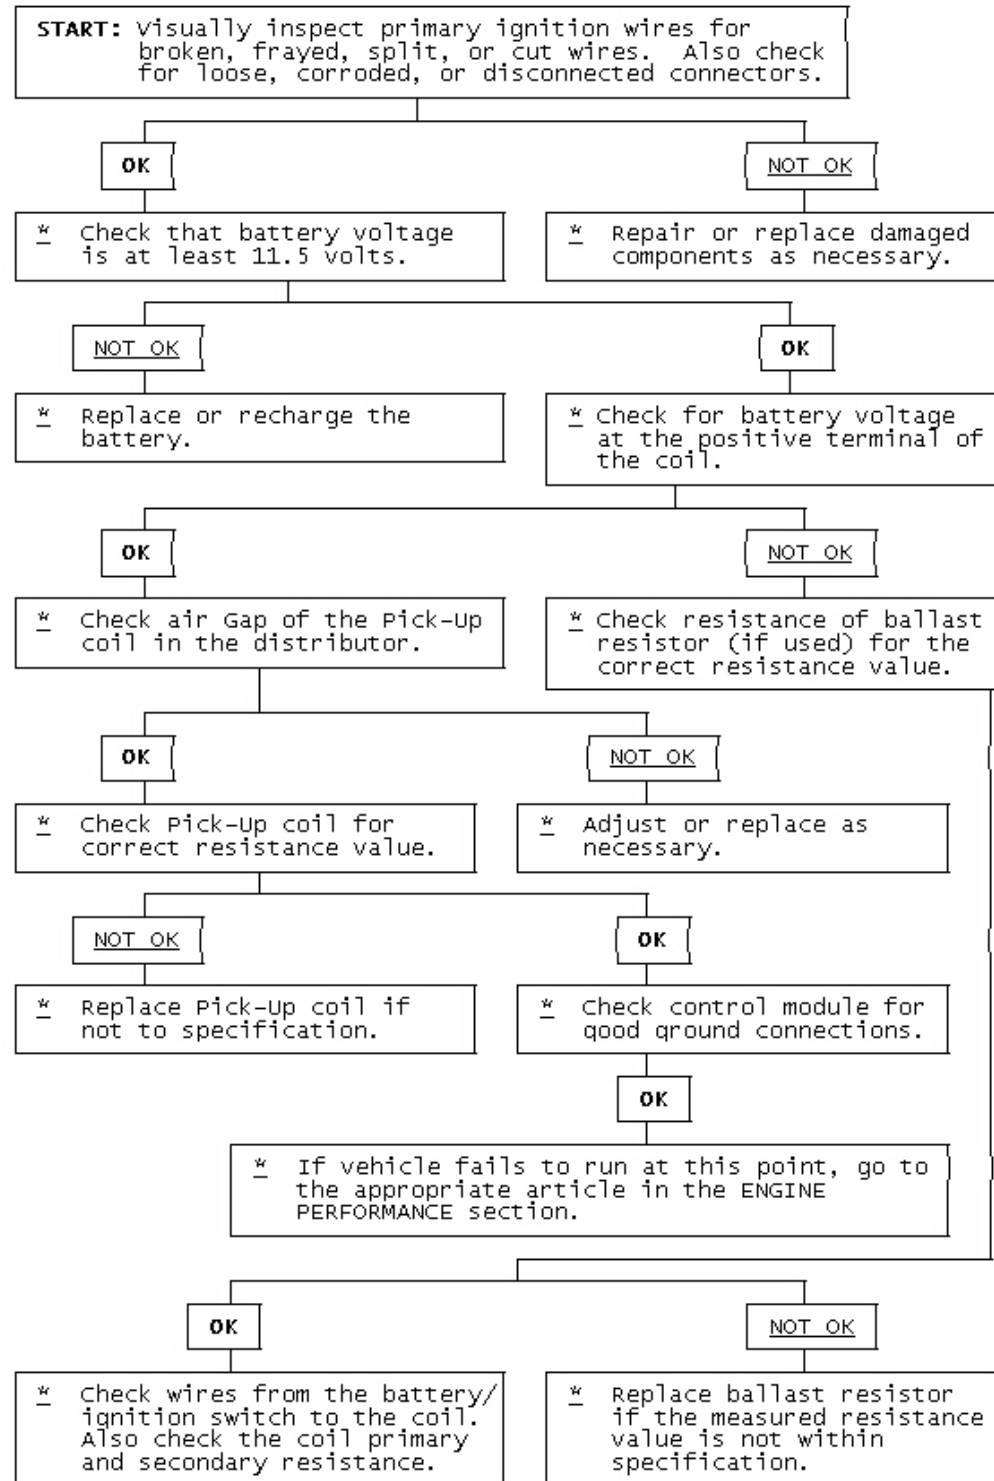 START: Visually inspect primary ignition wires for
broken, frayed, split, or cut wires. Also check
for loose, corroded, or disconnected connectors.
OK
NOT OK
* Check that battery voltage
is at least 11.5 volts.
* Repair or replace damaged
components as necessary.
NOT OK
OK
* Replace or recharge the
battery.
* Check for battery voltage
at the positive terminal of
the coil.
OK
NOT OK
* Check air Gap of the Pick-Up
coil in the distributor.
* Check resistance of ballast
resistor (if used) for the
correct resistance value.
OK
NOT OK
* Check Pick-Up coil for
correct resistance value.
* Adjust or replace as
necessary.
NOT OK
OK
* Replace Pick-Up coil if
not to specification.
* Check control module for
good ground connections.
OK
* If vehicle fails to run at this point, go to
the appropriate article in the ENGINE
PERFORMANCE section.
OK
NOT OK
* Check wires from the battery/
ignition switch to the coil.
Also check the coil primary
and secondary resistance.
* Replace ballast resistor
if the measured resistance
value is not within
specification.